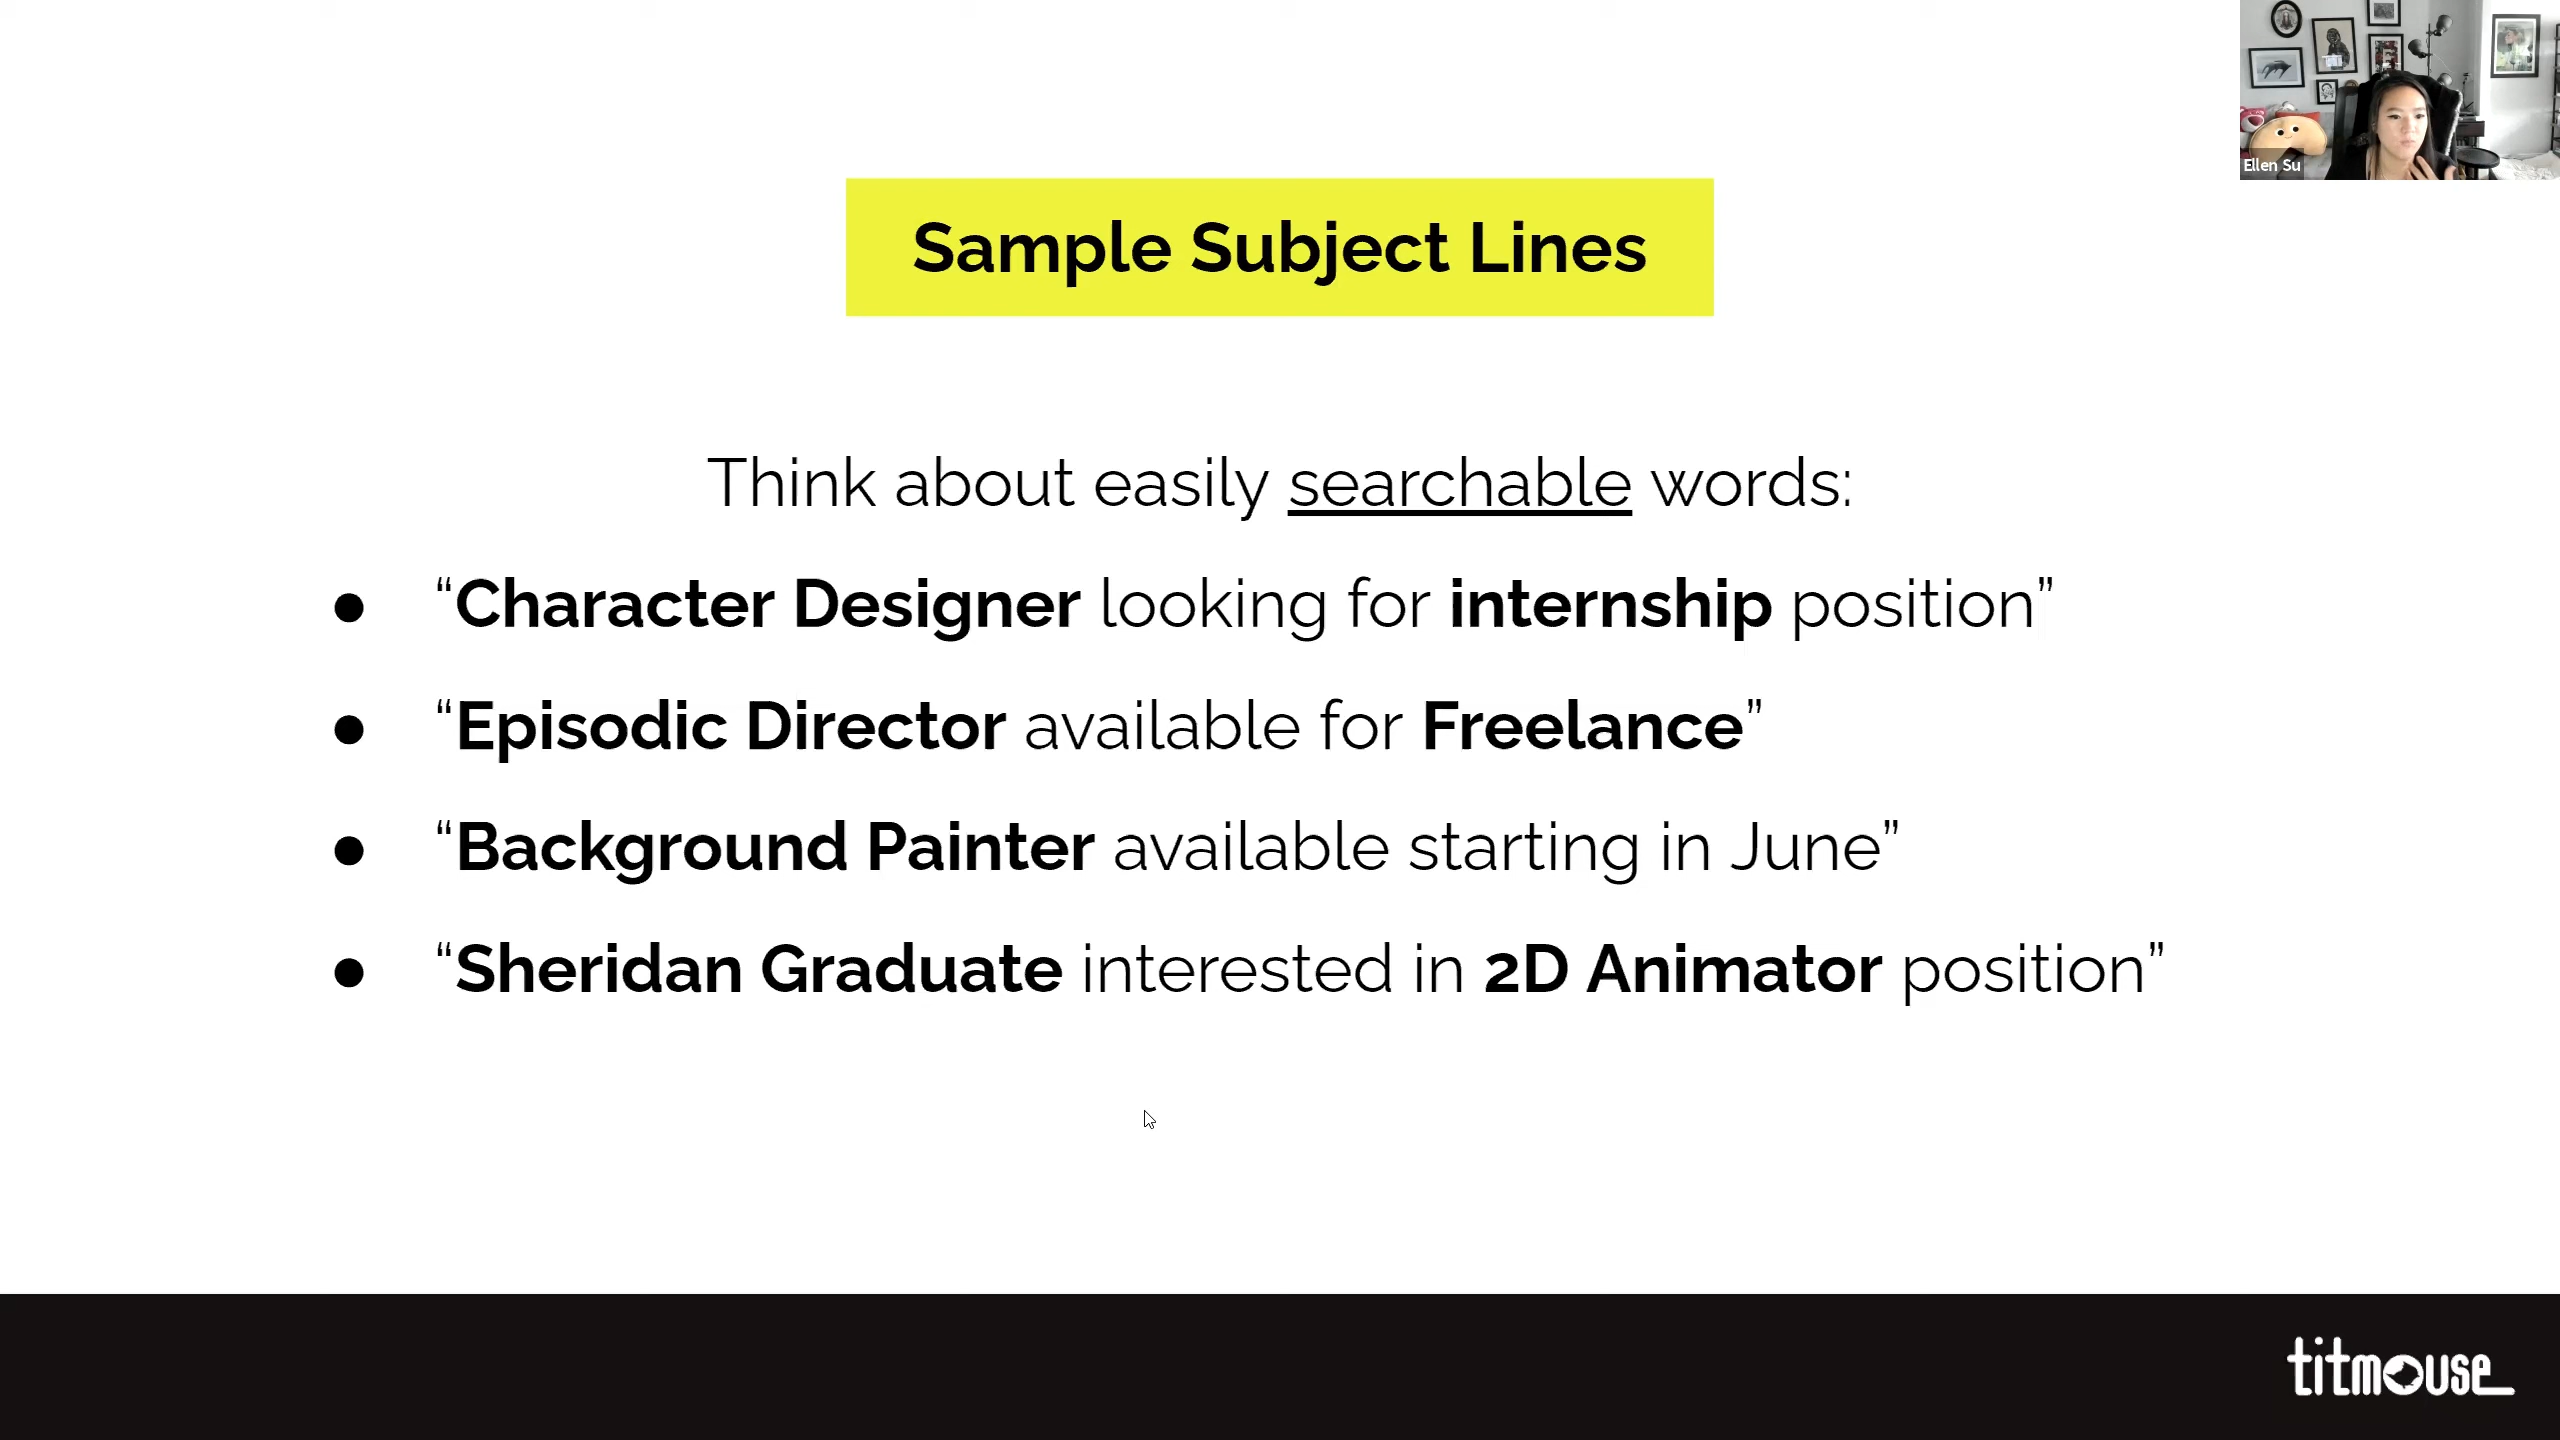 Ellen Su
Sample Subject Lines
Think about easily searchable words:
● “Character Designer looking for internship position”
● “Episodic Director available for Freelance”
● “Background Painter available starting in June”
● “Sheridan Graduate interested in 2D Animator position”
titmouse